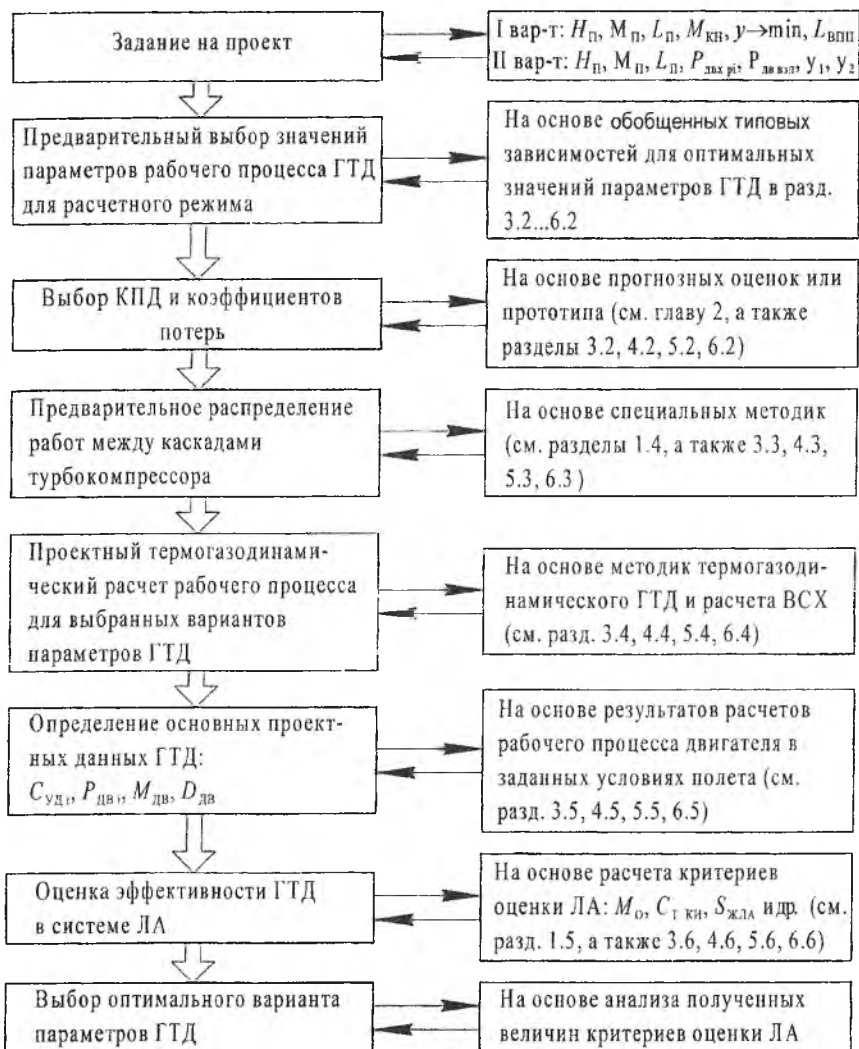 Задание на проект
I вар-т: Hп, Мп, Lп, Mкн, y→min, Lвпп
II вар-т: Hп, Мп, Lп, Pдвх рi, Рдв взл, y1, y2
Предварительный выбор значений
параметров рабочего процесса ГТД
для расчетного режима
На основе обобщенных типовых
зависимостей для оптимальных
значений параметров ГТД в разд.
3.2...6.2
Выбор КПД и коэффициентов
потерь
На основе прогнозных оценок или
прототипа (см. главу 2, а также
разделы 3.2, 4.2, 5.2, 6.2)
Предварительное распределение
работ между каскадами
турбокомпрессора
На основе специальных методик
(см. разделы 1.4, а также 3.3, 4.3,
5.3, 6.3)
Проектный термогазодинами-
ческий расчет рабочего процесса
для выбранных вариантов
параметров ГТД
На основе методик термогазоди-
намического ГТД и расчета ВСХ
(см. разд. 3.4, 4.4, 5.4, 6.4)
Определение основных проект-
ных данных ГТД:
Cуд i, Pдв i, Mдв, Dдв
На основе результатов расчетов
рабочего процесса двигателя в
заданных условиях полета (см.
разд. 3.5, 4.5, 5.5, 6.5)
Оценка эффективности ГТД
в системе ЛА
На основе расчета критериев
оценки ЛА: Mо, Cт ки, Sжла идр. (см.
разд. 1.5, а также 3.6, 4.6, 5.6, 6.6)
Выбор оптимального варианта
параметров ГТД
На основе анализа полученных
величин критериев оценки ЛА